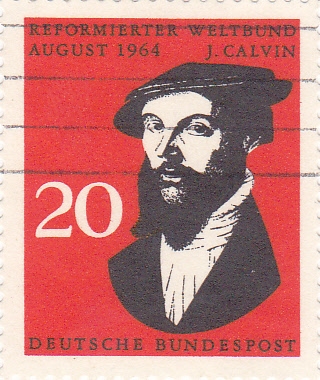 REFORMIERTER WELTBUND
AUGUST 1964 J. CALVIN
20
DEUTSCHE BUNDESPOST